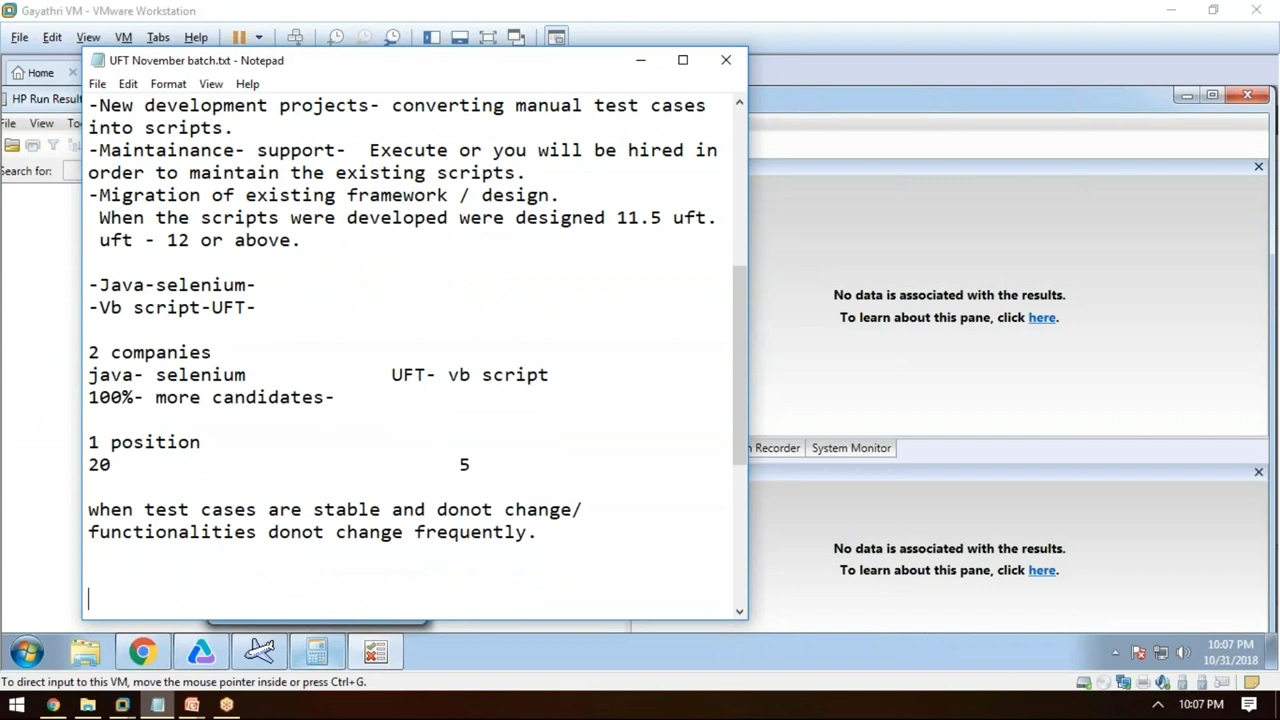 Gayathri VM - VMware Workstation
File Edit View VM Tabs Help
Home
UFT November batch.txt - Notepad
File Edit Format View Help
HP Run Resul
File View To
Search for:
-New development projects- converting manual test cases
into scripts.
-Maintainance- support-  Execute or you will be hired in
order to maintain the existing scripts.
-Migration of existing framework / design.
When the scripts were developed were designed 11.5 uft.
uft - 12 or above.
-Java-selenium-
-Vb script-UFT-
2 companies
java- selenium UFT- vb script
100%- more candidates-
1 position
20 5
when test cases are stable and donot change/
functionalities donot change frequently.
No data is associated with the results.
To learn about this pane, click here.
n Recorder System Monitor
No data is associated with the results.
To learn about this pane, click here.
10:07 PM
10/31/2018
To direct input to this VM, move the mouse pointer inside or press Ctrl+G.
10:07 PM